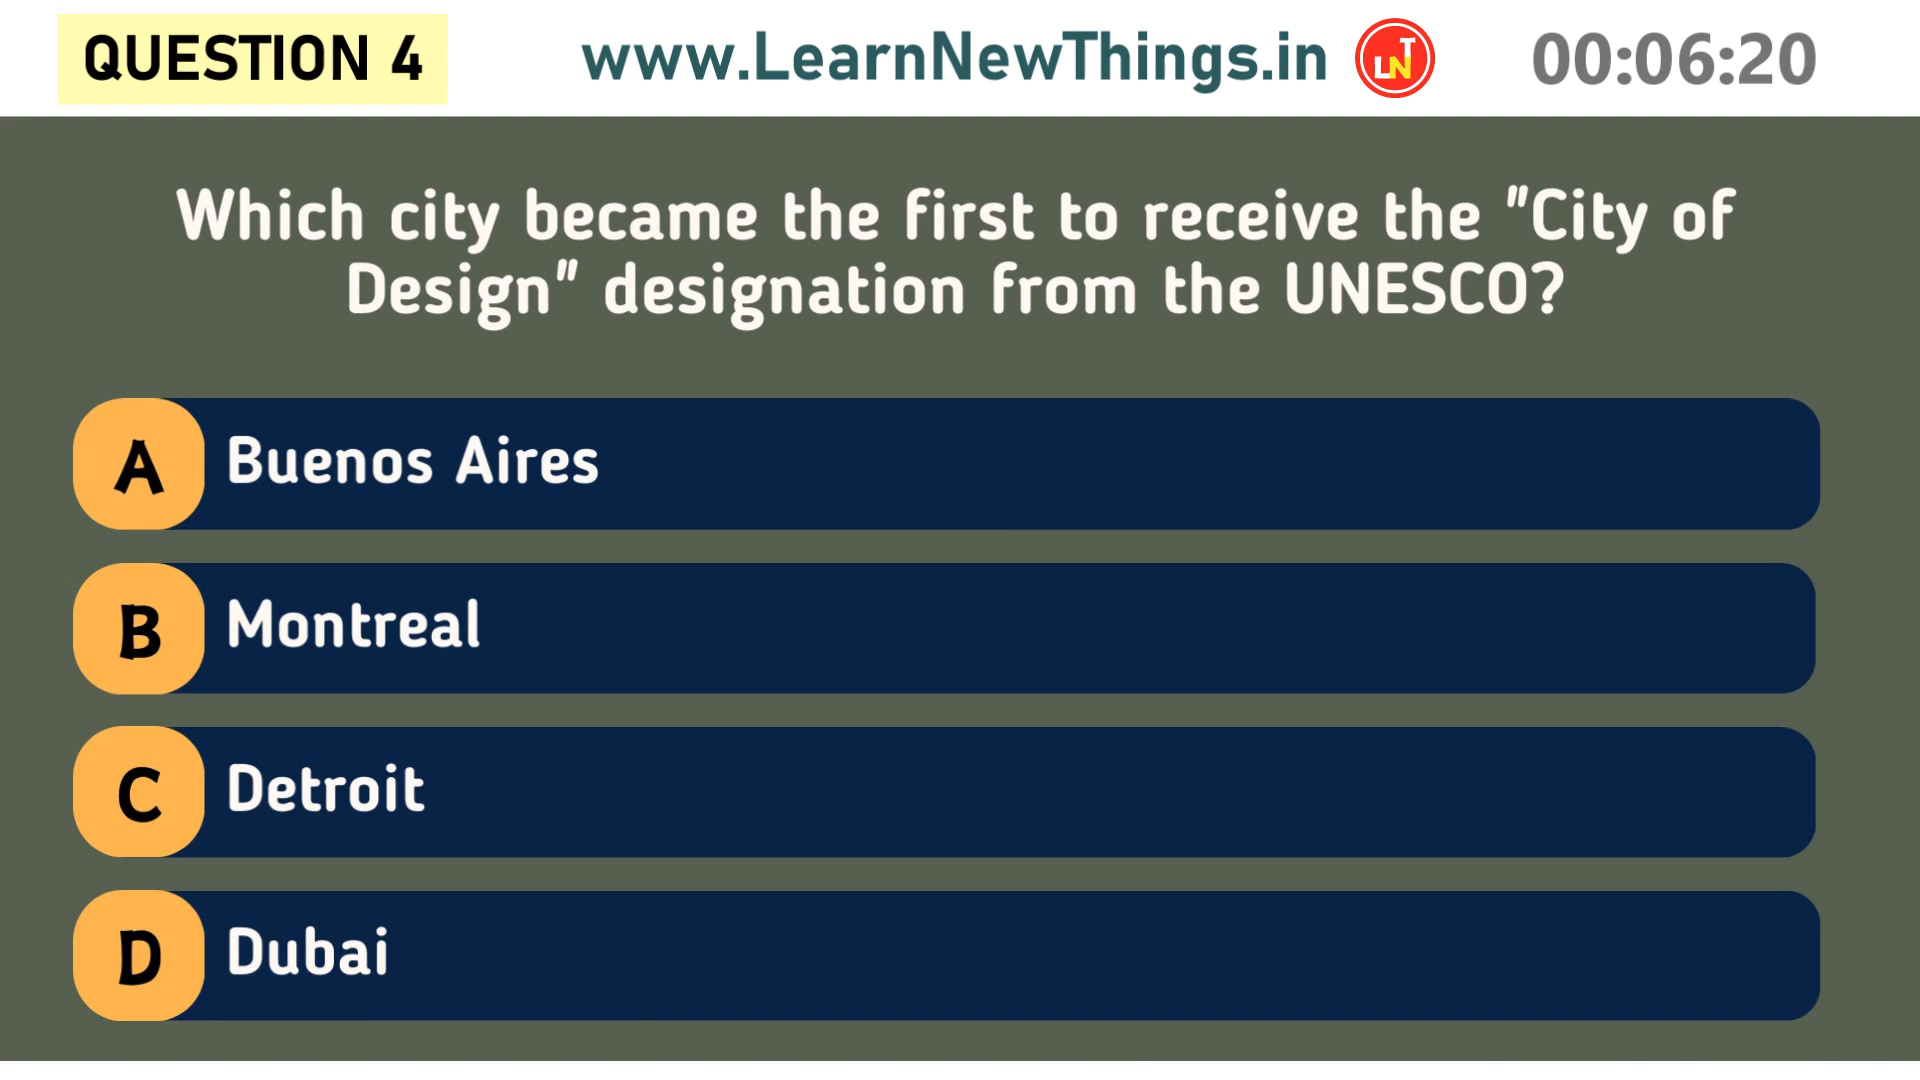 QUESTION 4
www.LearnNewThings.in
LNT
00:06:20
Which city became the first to receive the "City of
Design" designation from the UNESCO?
A Buenos Aires
B Montreal
C Detroit
D Dubai